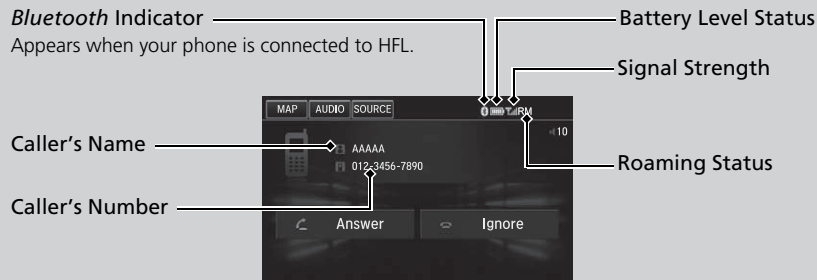 Bluetooth Indicator
Appears when your phone is connected to HFL.
Battery Level Status
Signal Strength
MAP AUDIO SOURCE RM
10
Caller's Name
AAAAA
012-3456-7890
Roaming Status
Caller's Number
Answer Ignore